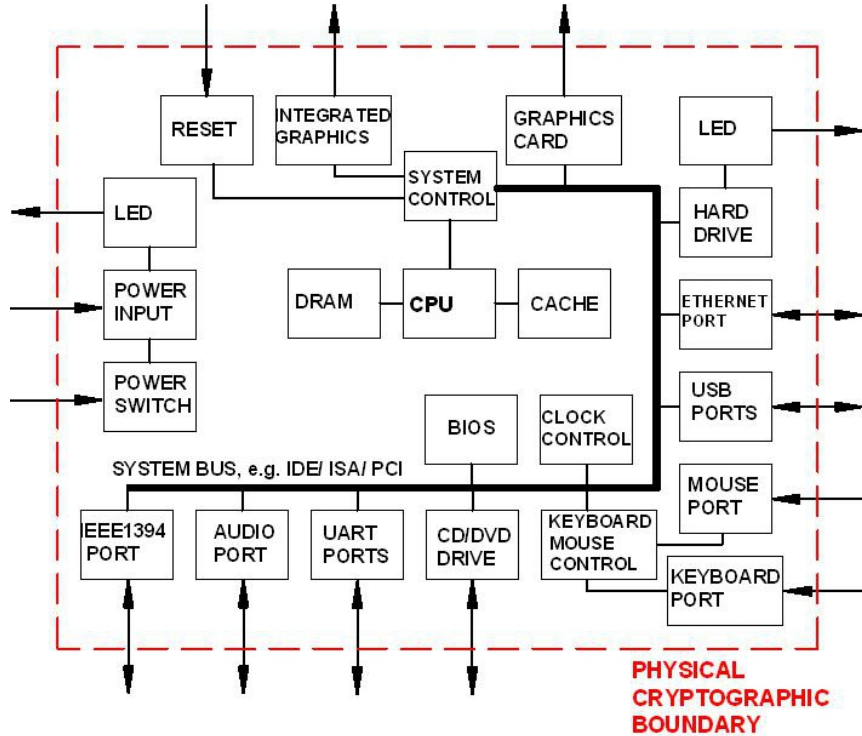 RESET
INTEGRATED
GRAPHICS
GRAPHICS
CARD
LED
SYSTEM
CONTROL
LED
HARD
DRIVE
POWER
INPUT
DRAM
CPU
CACHE
ETHERNET
PORT
POWER
SWITCH
BIOS
CLOCK
CONTROL
USB
PORTS
SYSTEM BUS, e.g. IDE/ ISA/ PCI
MOUSE
PORT
IEEE1394
PORT
AUDIO
PORT
UART
PORTS
CD/DVD
DRIVE
KEYBOARD
MOUSE
CONTROL
KEYBOARD
PORT
PHYSICAL
CRYPTOGRAPHIC
BOUNDARY